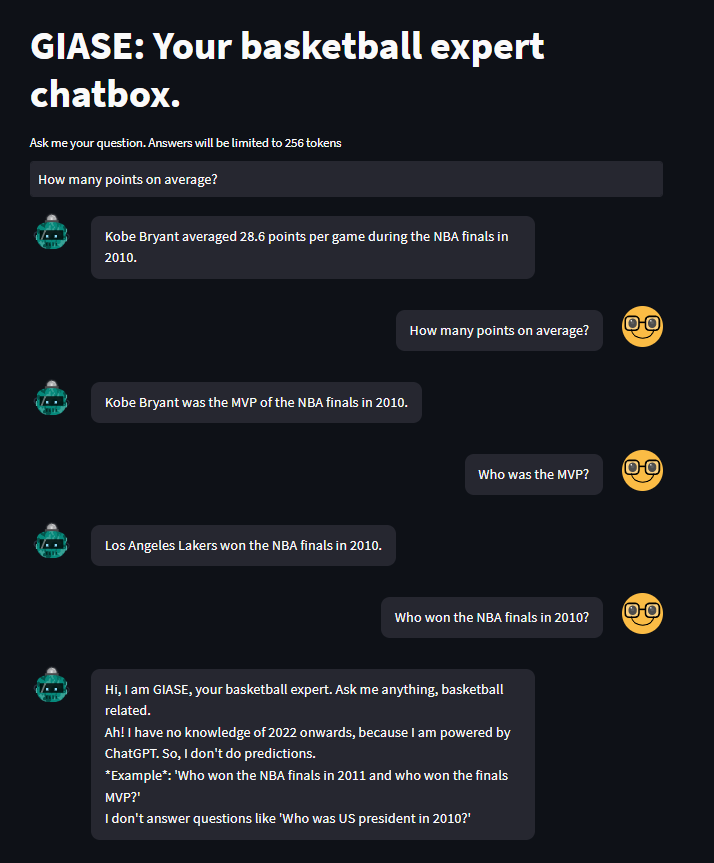 GIASE: Your basketball expert
chatbox.
Ask me your question. Answers will be limited to 256 tokens
How many points on average?
Kobe Bryant averaged 28.6 points per game during the NBA finals in
2010.
How many points on average?
Kobe Bryant was the MVP of the NBA finals in 2010.
Who was the MVP?
Los Angeles Lakers won the NBA finals in 2010.
Who won the NBA finals in 2010?
Hi, I am GIASE, your basketball expert. Ask me anything, basketball
related.
Ah! I have no knowledge of 2022 onwards, because I am powered by
ChatGPT. So, I don't do predictions.
*Example*: 'Who won the NBA finals in 2011 and who won the finals
MVP?'
I don't answer questions like 'Who was US president in 2010?'